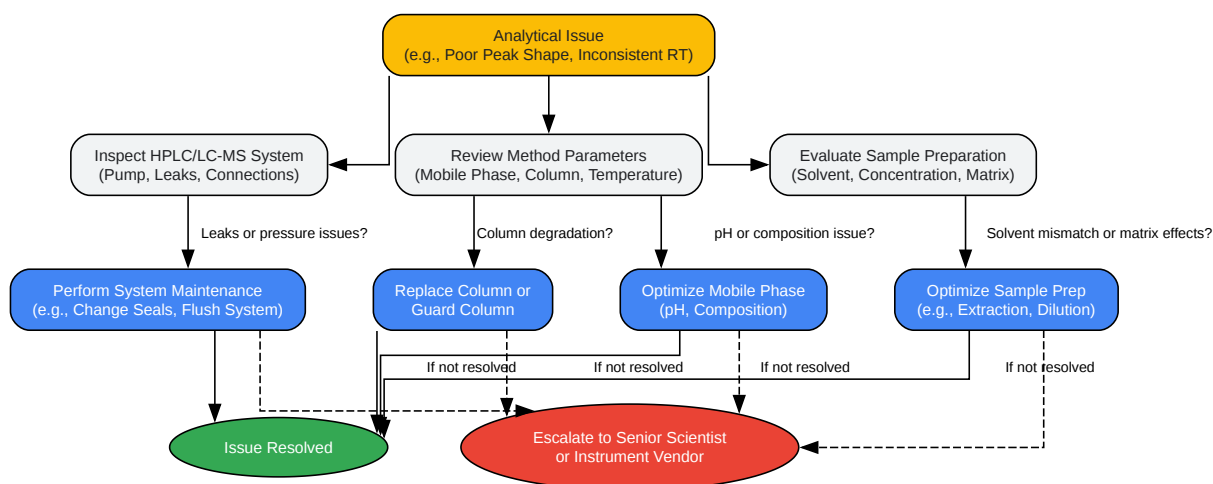 Analytical Issue
(e.g., Poor Peak Shape, Inconsistent RT)
Inspect HPLC/LC-MS System
(Pump, Leaks, Connections)
Review Method Parameters
(Mobile Phase, Column, Temperature)
Evaluate Sample Preparation
(Solvent, Concentration, Matrix)
Leaks or pressure issues?
Column degradation?
pH or composition issue?
Solvent mismatch or matrix effects?
Perform System Maintenance
(e.g., Change Seals, Flush System)
Replace Column or
Guard Column
Optimize Mobile Phase
(pH, Composition)
Optimize Sample Prep
(e.g., Extraction, Dilution)
If not resolved
If not resolved
If not resolved
If not resolved
Issue Resolved
Escalate to Senior Scientist
or Instrument Vendor